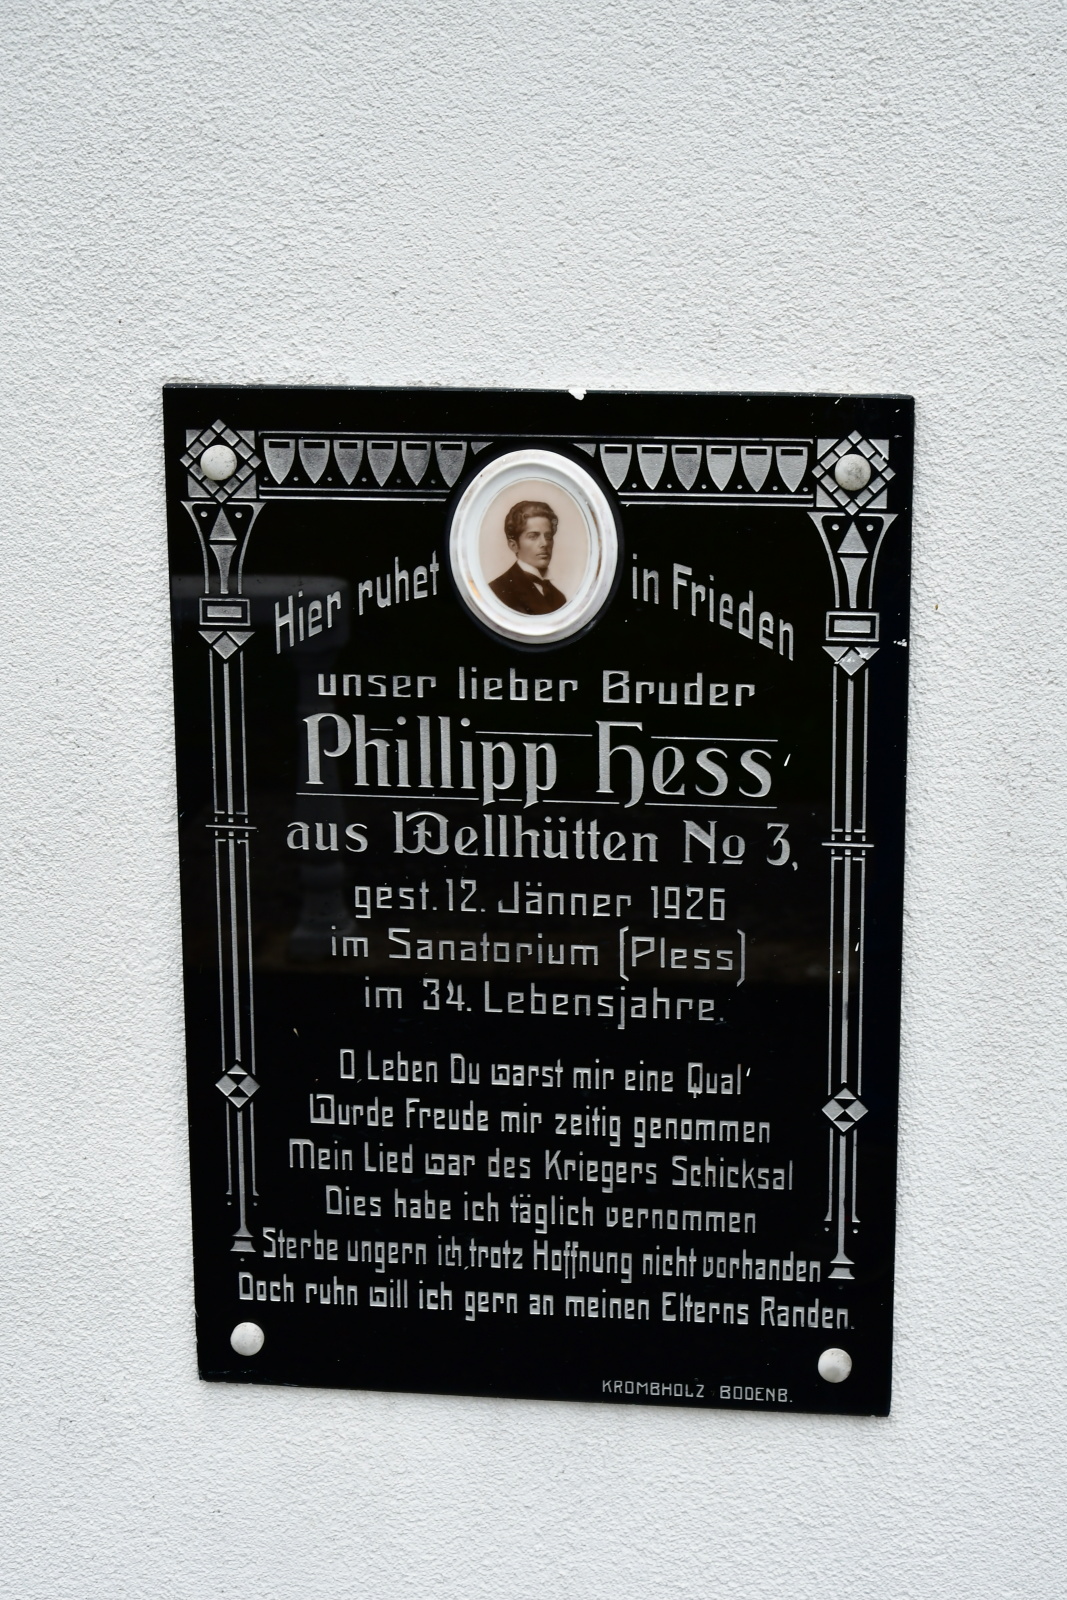 Hier ruhet in Frieden
unser lieber Bruder
Phillipp Hess
aus Wellhütten No 3,
gest. 12. Jänner 1926
im Sanatorium (Pless)
im 34. Lebensjahre.
O, Leben Du warst mir eine Qual
Wurde Freude mir zeitig genommen
Mein Lied war des Kriegers Schicksal
Dies habe ich täglich vernommen
Sterbe ungern ich, trotz Hoffnung nicht vorhanden
Doch ruhn will ich gern an meinen Elterns Randen.
KROMBHOLZ BODENB.